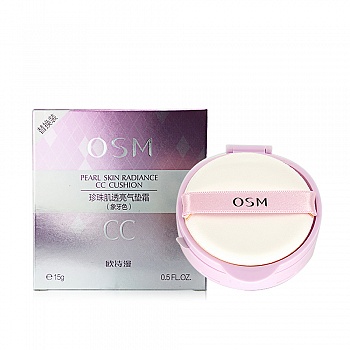 替换装
OSM
PEARL SKIN RADIANCE
CC CUSHION
珍珠肌透亮气垫霜
(象牙色)
CC
欧诗漫
℮15g
0.5 FL.OZ.
OSM